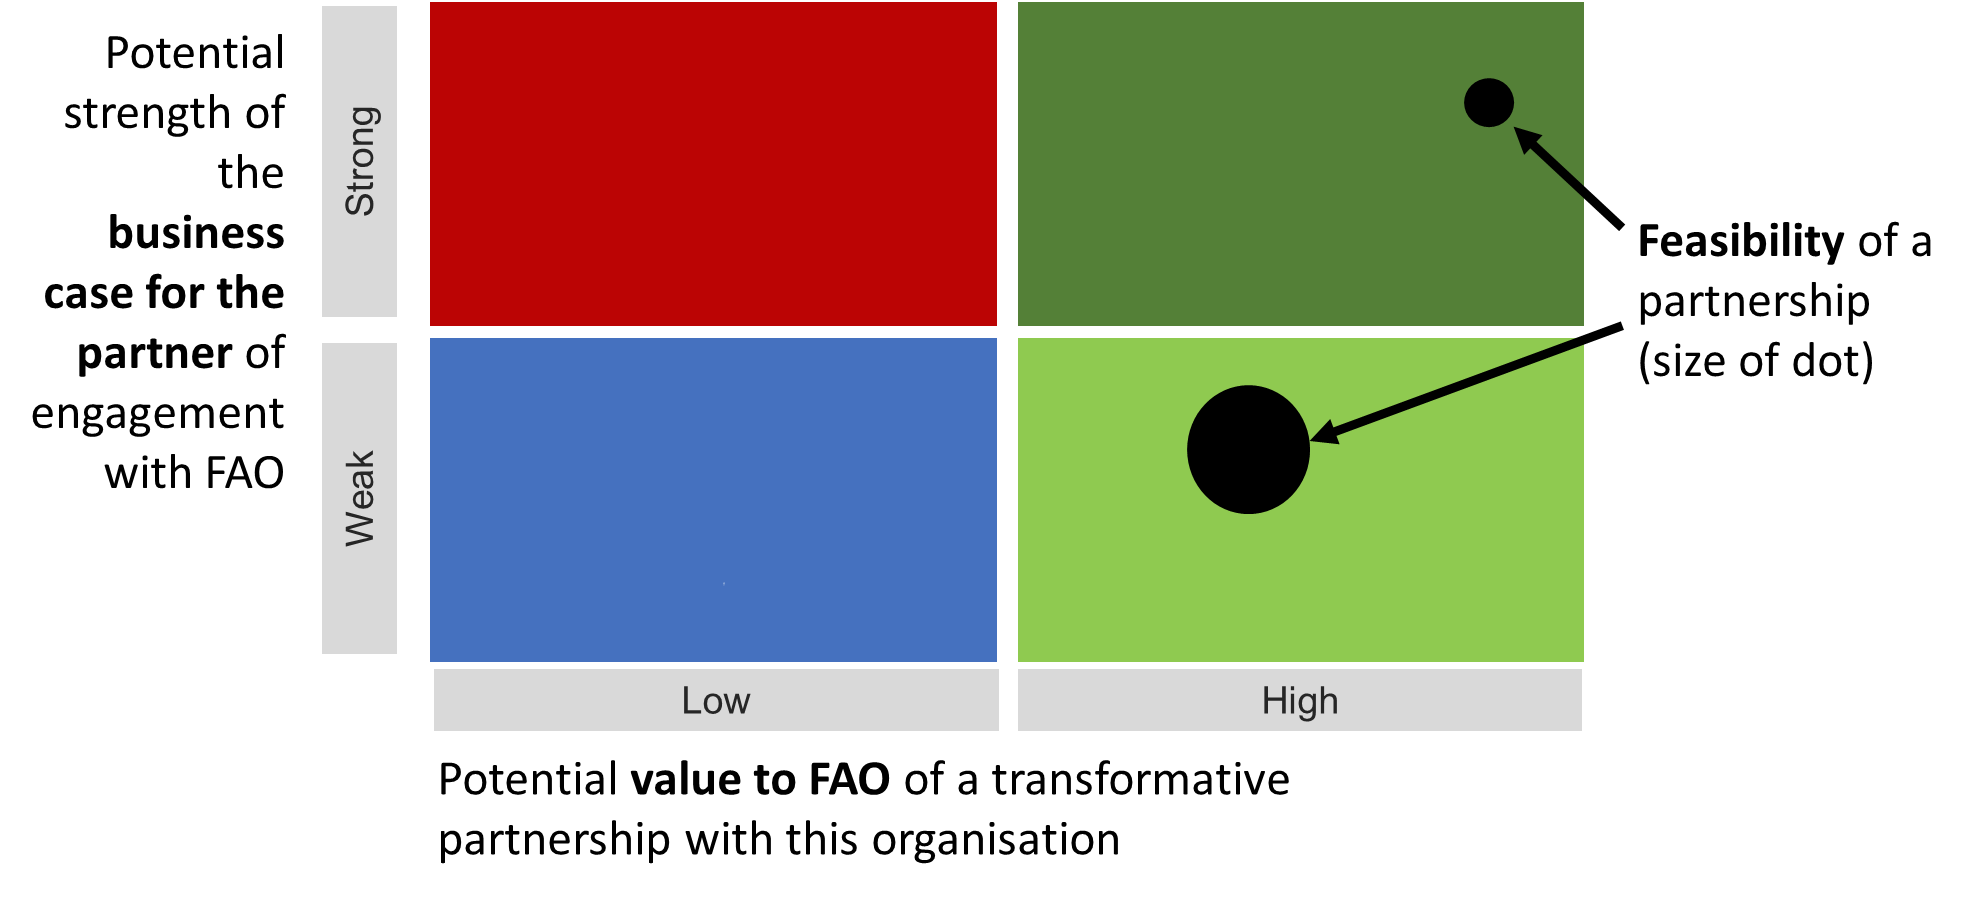 Potential
strength of
the
business
case for the
partner of
engagement
with FAO
Strong
Weak
Low
High
Feasibility of a
partnership
(size of dot)
Potential value to FAO of a transformative
partnership with this organisation